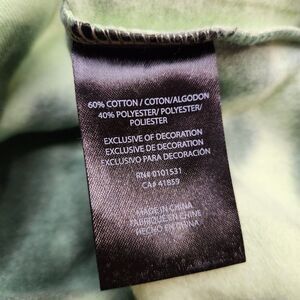 60% COTTON / COTON/ALGODON
40% POLYESTER/ POLYESTER/
POLIESTER
EXCLUSIVE OF DECORATION
EXCLUSIVE DE DECORATION
EXCLUSIVO PARA DECORACIÓN
RN# 0101531
CA# 41859
MADE IN CHINA
FABRIQUÉ EN CHINE
HECHO EN CHINA